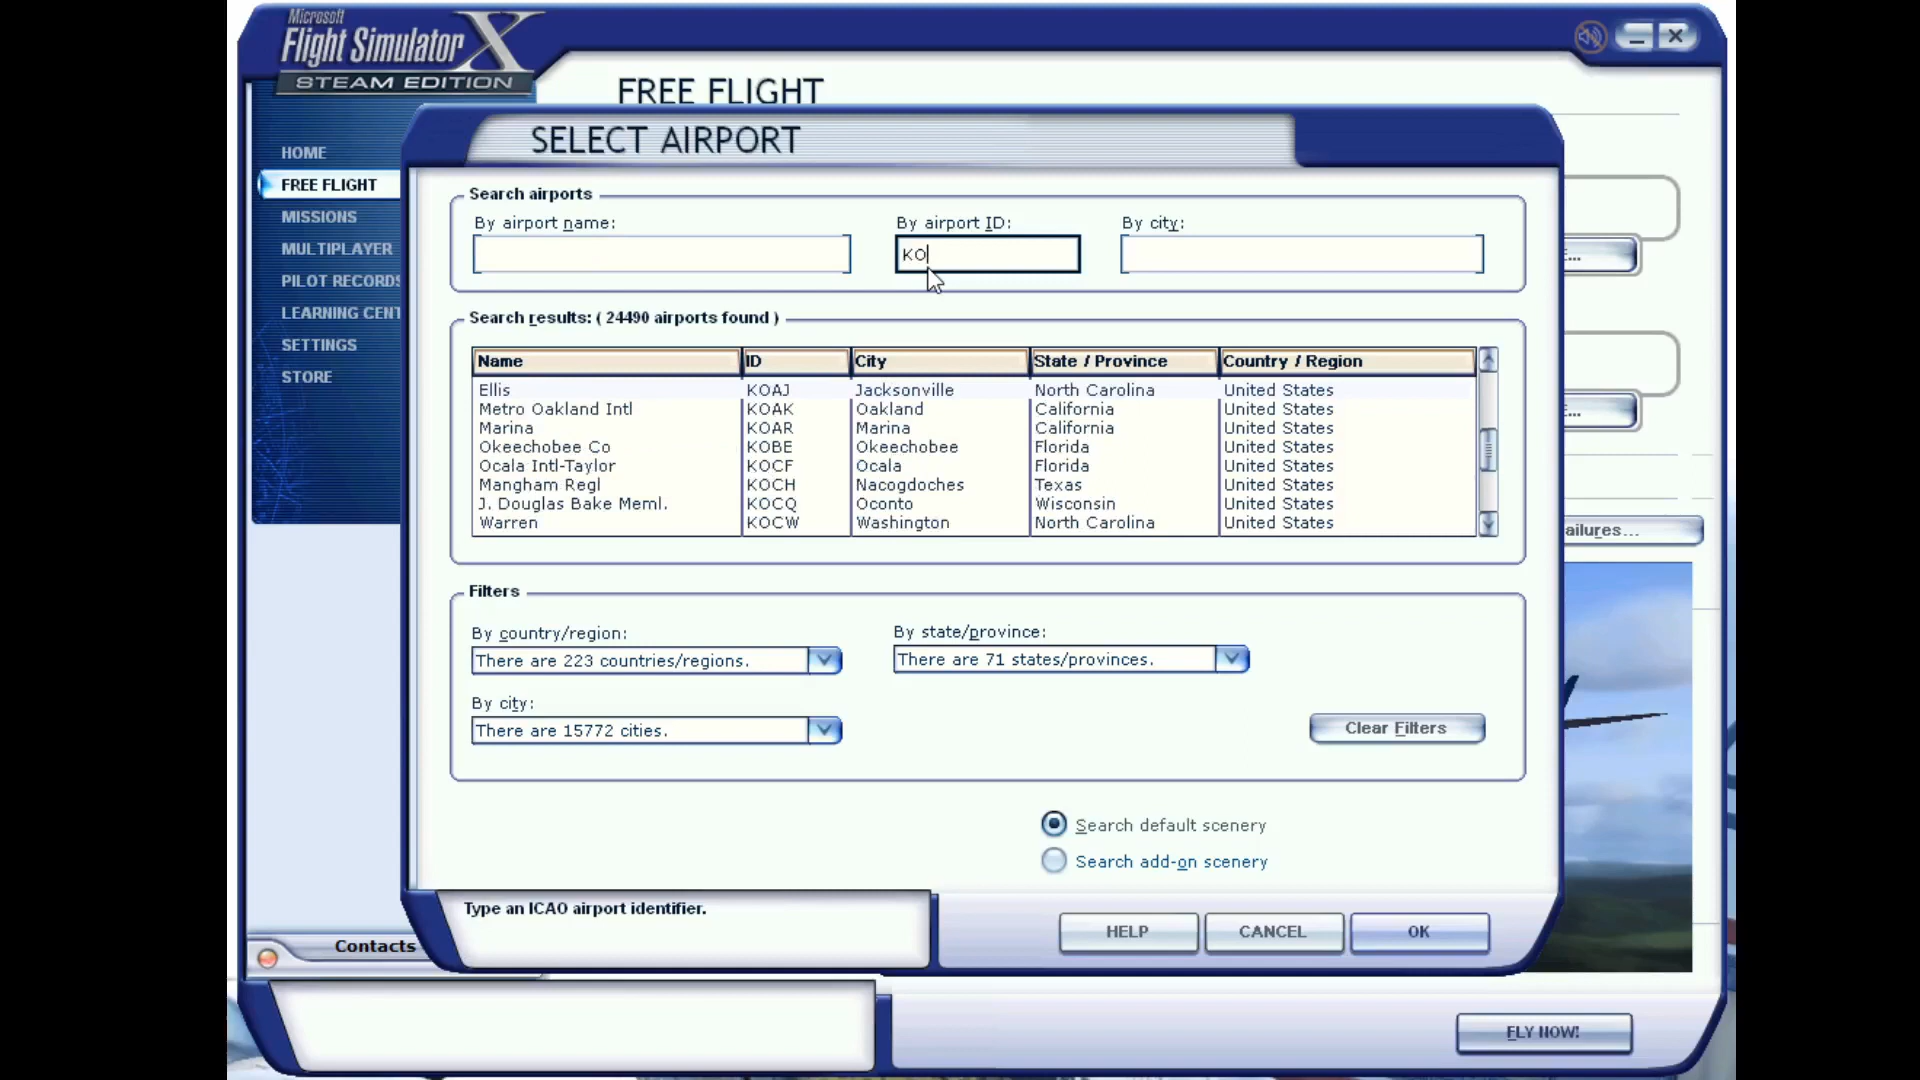 Microsoft
Flight Simulator X
STEAM EDITION
FREE FLIGHT
SELECT AIRPORT
HOME
FREE FLIGHT
MISSIONS
MULTIPLAYER
PILOT RECORDS
LEARNING CENT
SETTINGS
STORE
Search airports
By airport name:
By airport ID:
By city:
KO
E...
Search results: ( 24490 airports found )
Name ID City State / Province Country / Region
Ellis KOAJ Jacksonville North Carolina United States
Metro Oakland Intl KOAK Oakland California United States
Marina KOAR Marina California United States
Okeechobee Co KOBE Okeechobee Florida United States
Ocala Intl-Taylor KOCF Ocala Florida United States
Mangham Regl KOCH Nacogdoches Texas United States
J. Douglas Bake Meml. KOCQ Oconto Wisconsin United States
Warren KOCW Washington North Carolina United States
E...
ailures...
Filters
By country/region:
There are 223 countries/regions.
By state/province:
There are 71 states/provinces.
By city:
There are 15772 cities.
Clear Filters
Search default scenery
Search add-on scenery
Type an ICAO airport identifier.
HELP
CANCEL
OK
Contacts
FLY NOW!